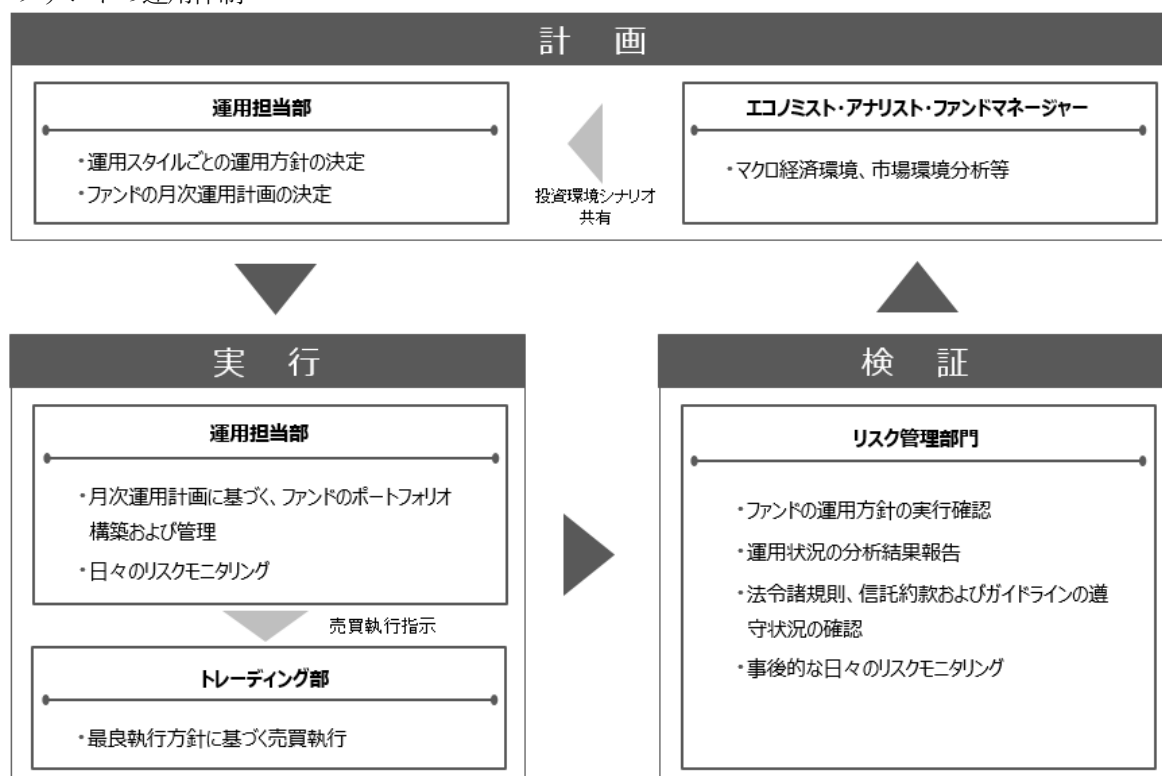 の運用体制
計 画
運用担当部
・運用スタイルごとの運用方針の決定
・ファンドの月次運用計画の決定
投資環境シナリオ
共有
エコノミスト・アナリスト・ファンドマネージャー
・マクロ経済環境、市場環境分析等
実 行
運用担当部
・月次運用計画に基づく、ファンドのポートフォリオ
構築および管理
・日々のリスクモニタリング
売買執行指示
トレーディング部
・最良執行方針に基づく売買執行
検 証
リスク管理部門
・ファンドの運用方針の実行確認
・運用状況の分析結果報告
・法令諸規則、信託約款およびガイドラインの遵
守状況の確認
・事後的な日々のリスクモニタリング